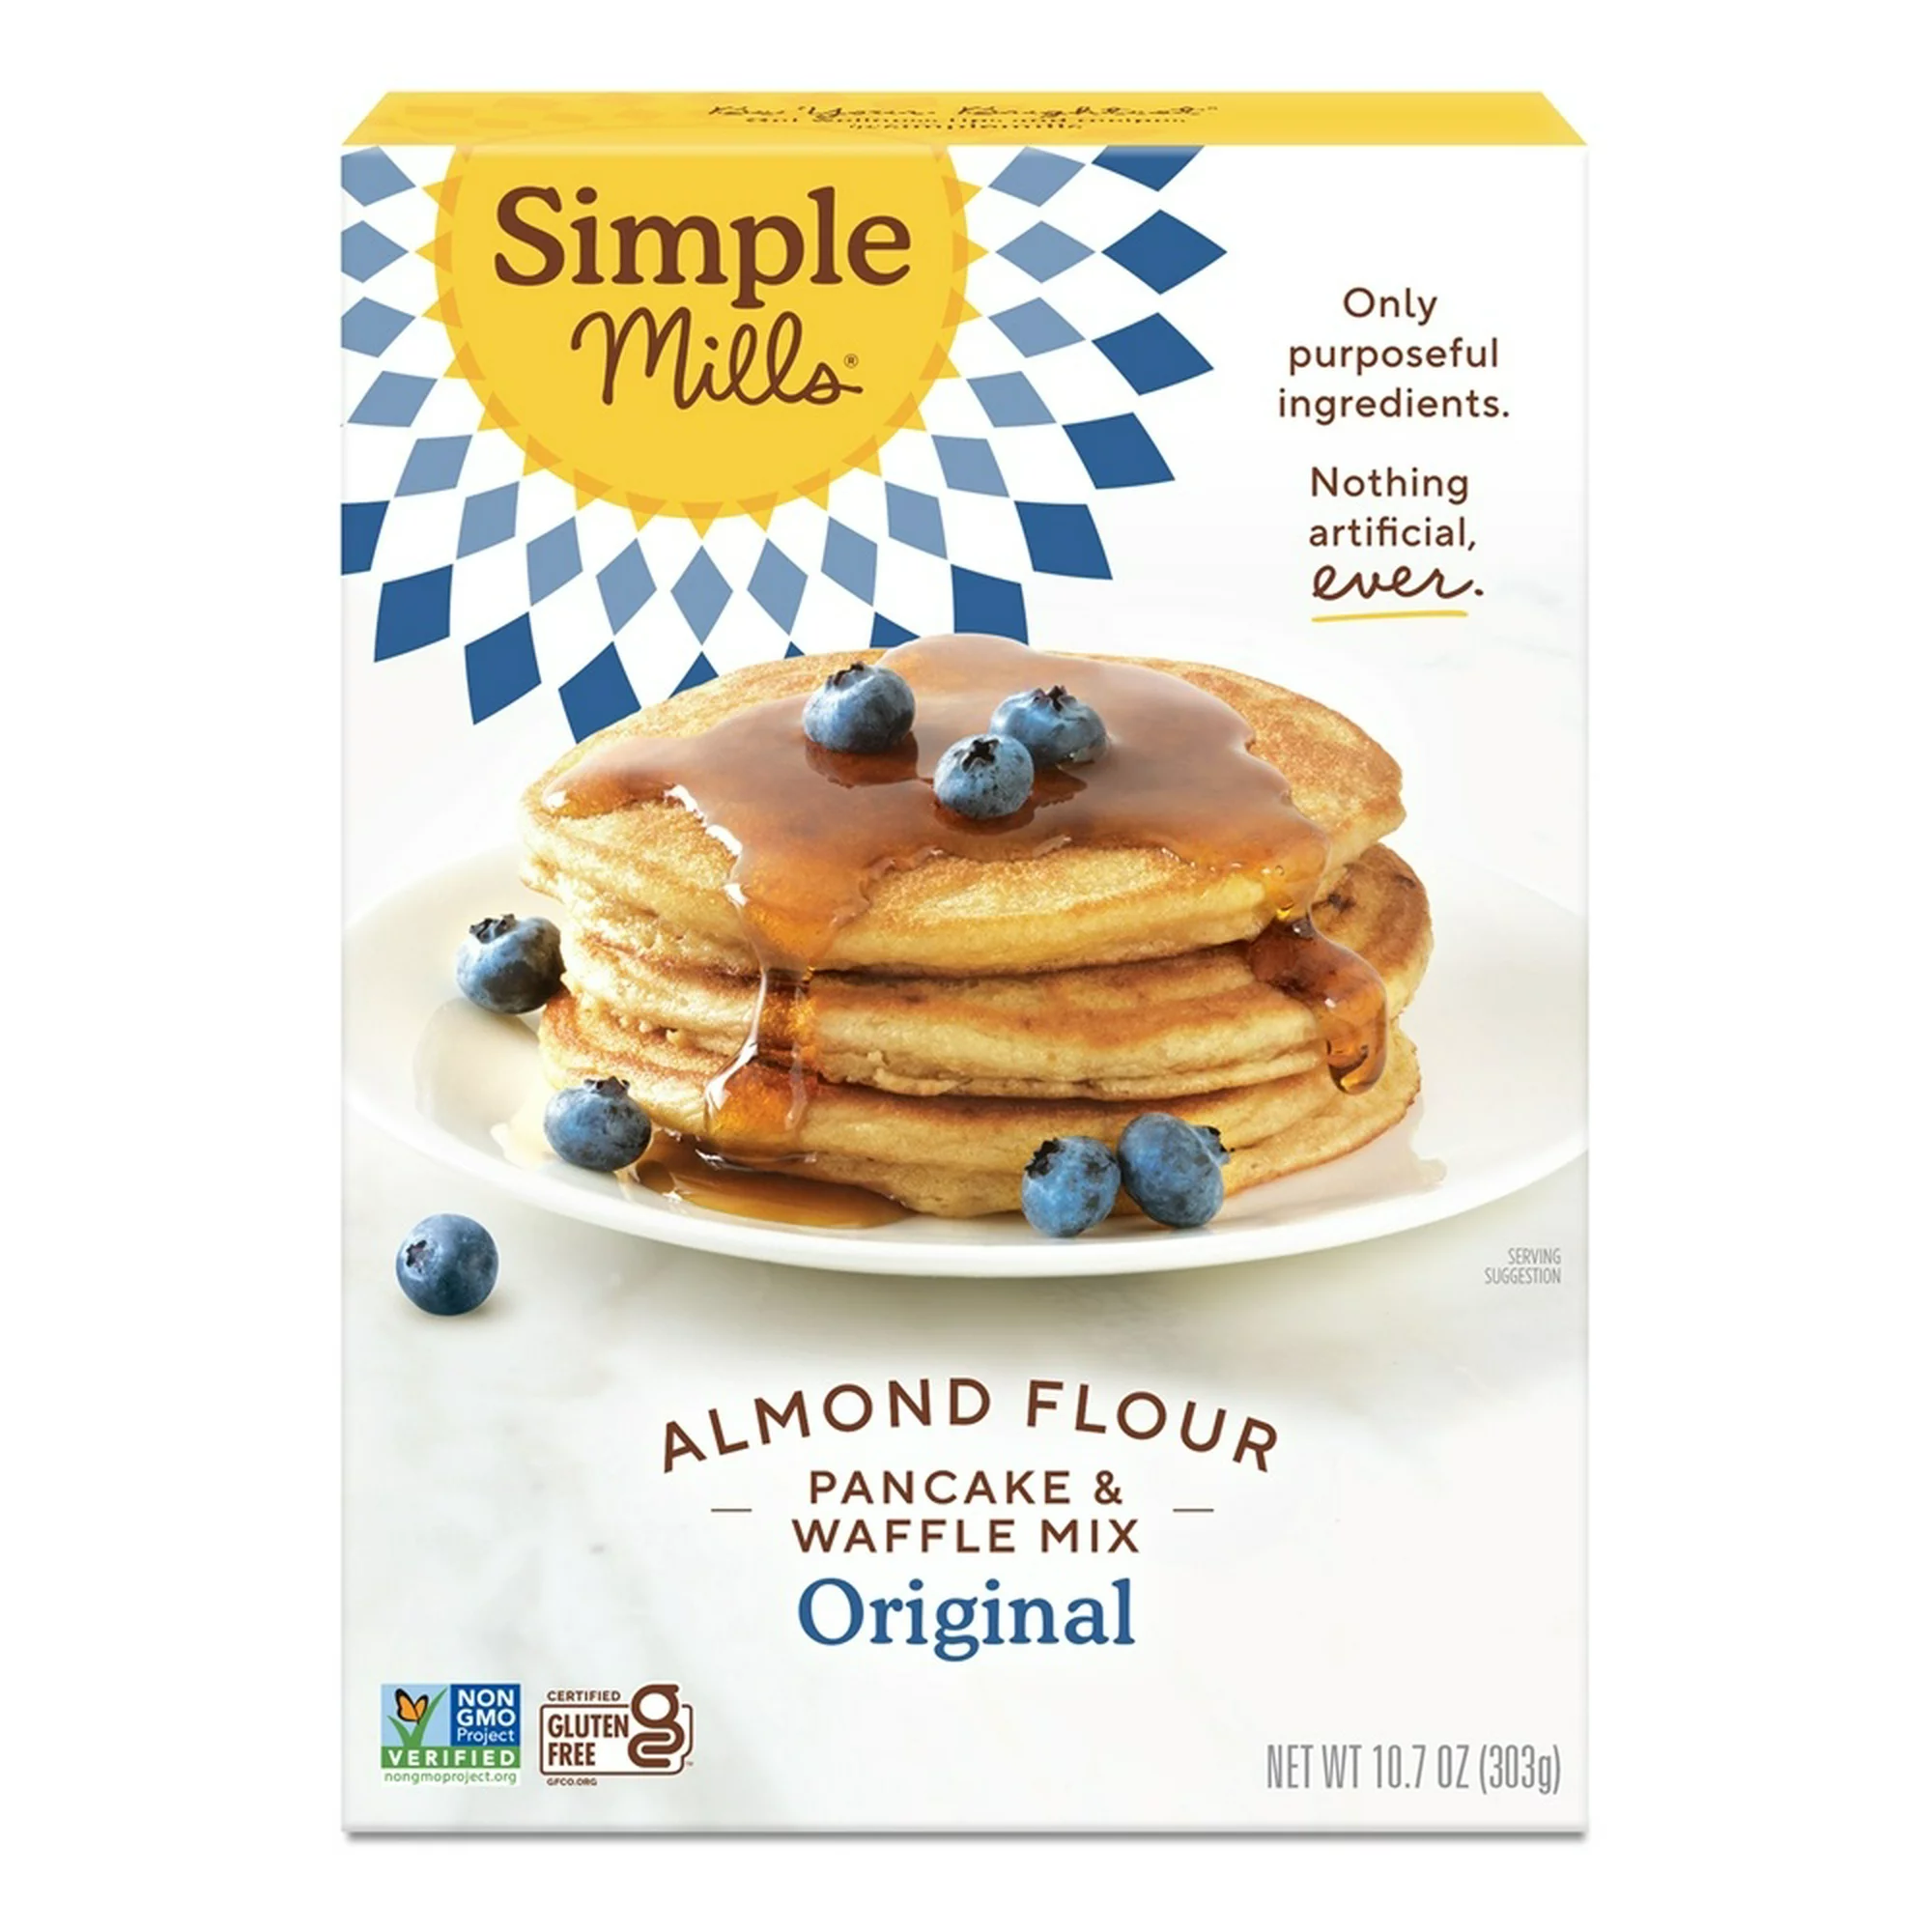 Simple
Mills®
Only
purposeful
ingredients.
Nothing
artificial,
ever.
SERVING
SUGGESTION
ALMOND FLOUR
PANCAKE &
WAFFLE MIX
Original
NON
GMO
Project
VERIFIED
nongmoproject.org
CERTIFIED
GLUTEN
FREE
GFCO.ORG
NET WT 10.7 OZ (303g)